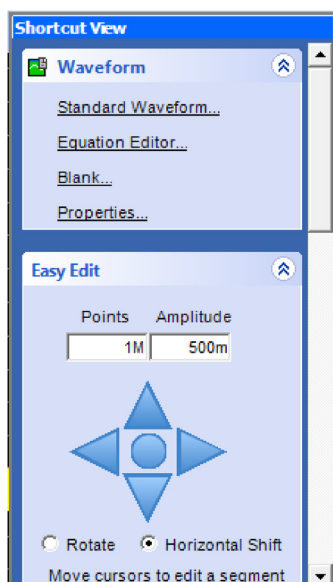 Shortcut View
Waveform
Standard Waveform...
Equation Editor...
Blank...
Properties...
Easy Edit
Points Amplitude
1M 500m
Rotate Horizontal Shift
Move cursors to edit a segment